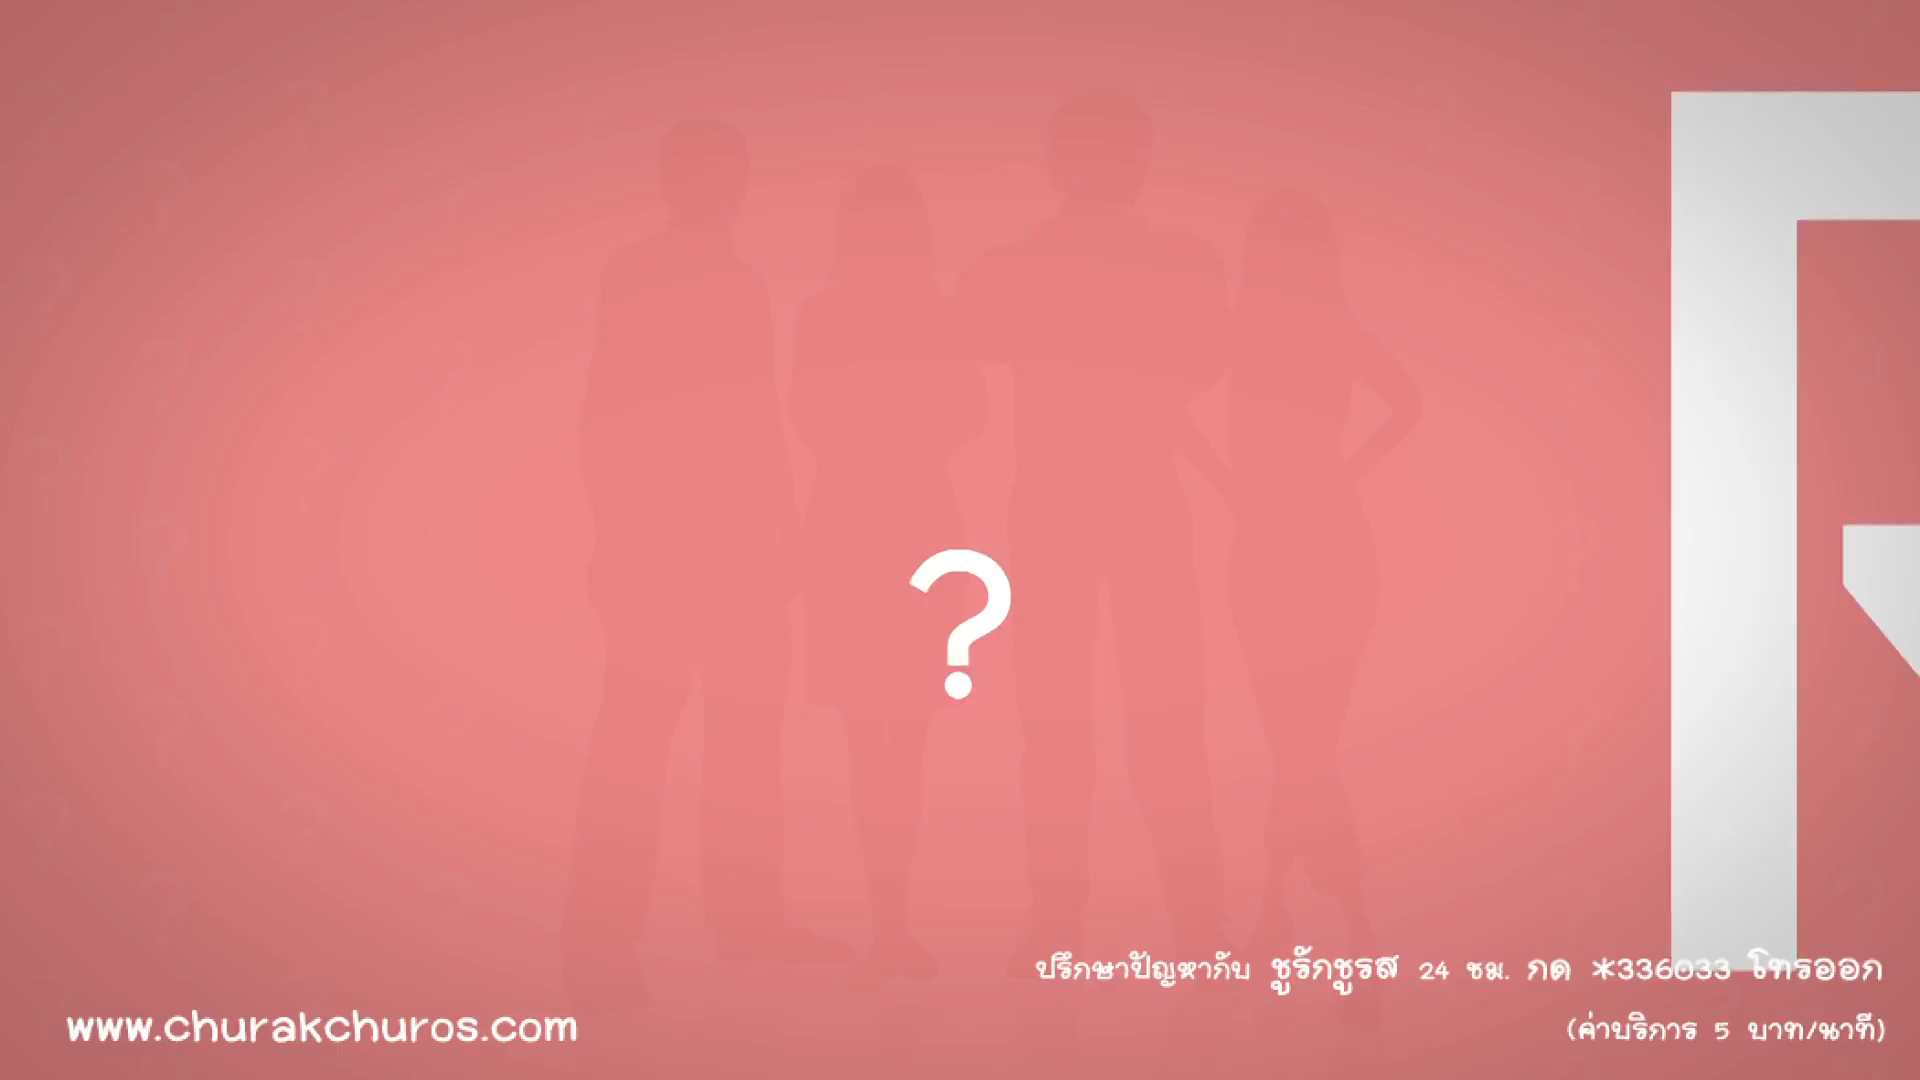 ?
ปรึกษาปัญหากับ ชูรักชูรส 24 ชม. กด *336033 โทรออก
www.churakchuros.com
(ค่าบริการ 5 บาท/นาที)